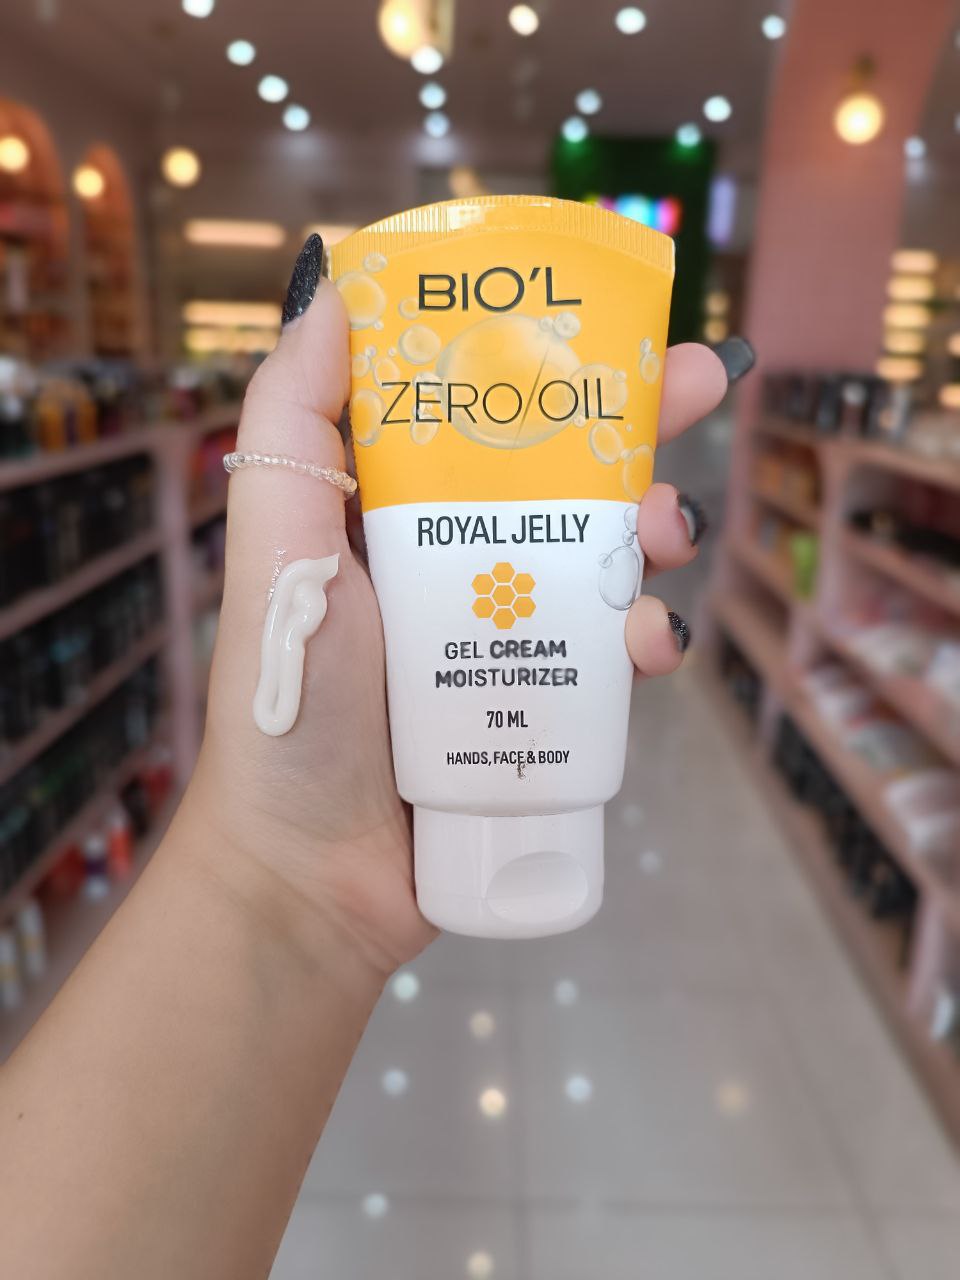 BIO'L
ZERO/OIL
ROYAL JELLY
GEL CREAM
MOISTURIZER
70 ML
HANDS, FACE & BODY